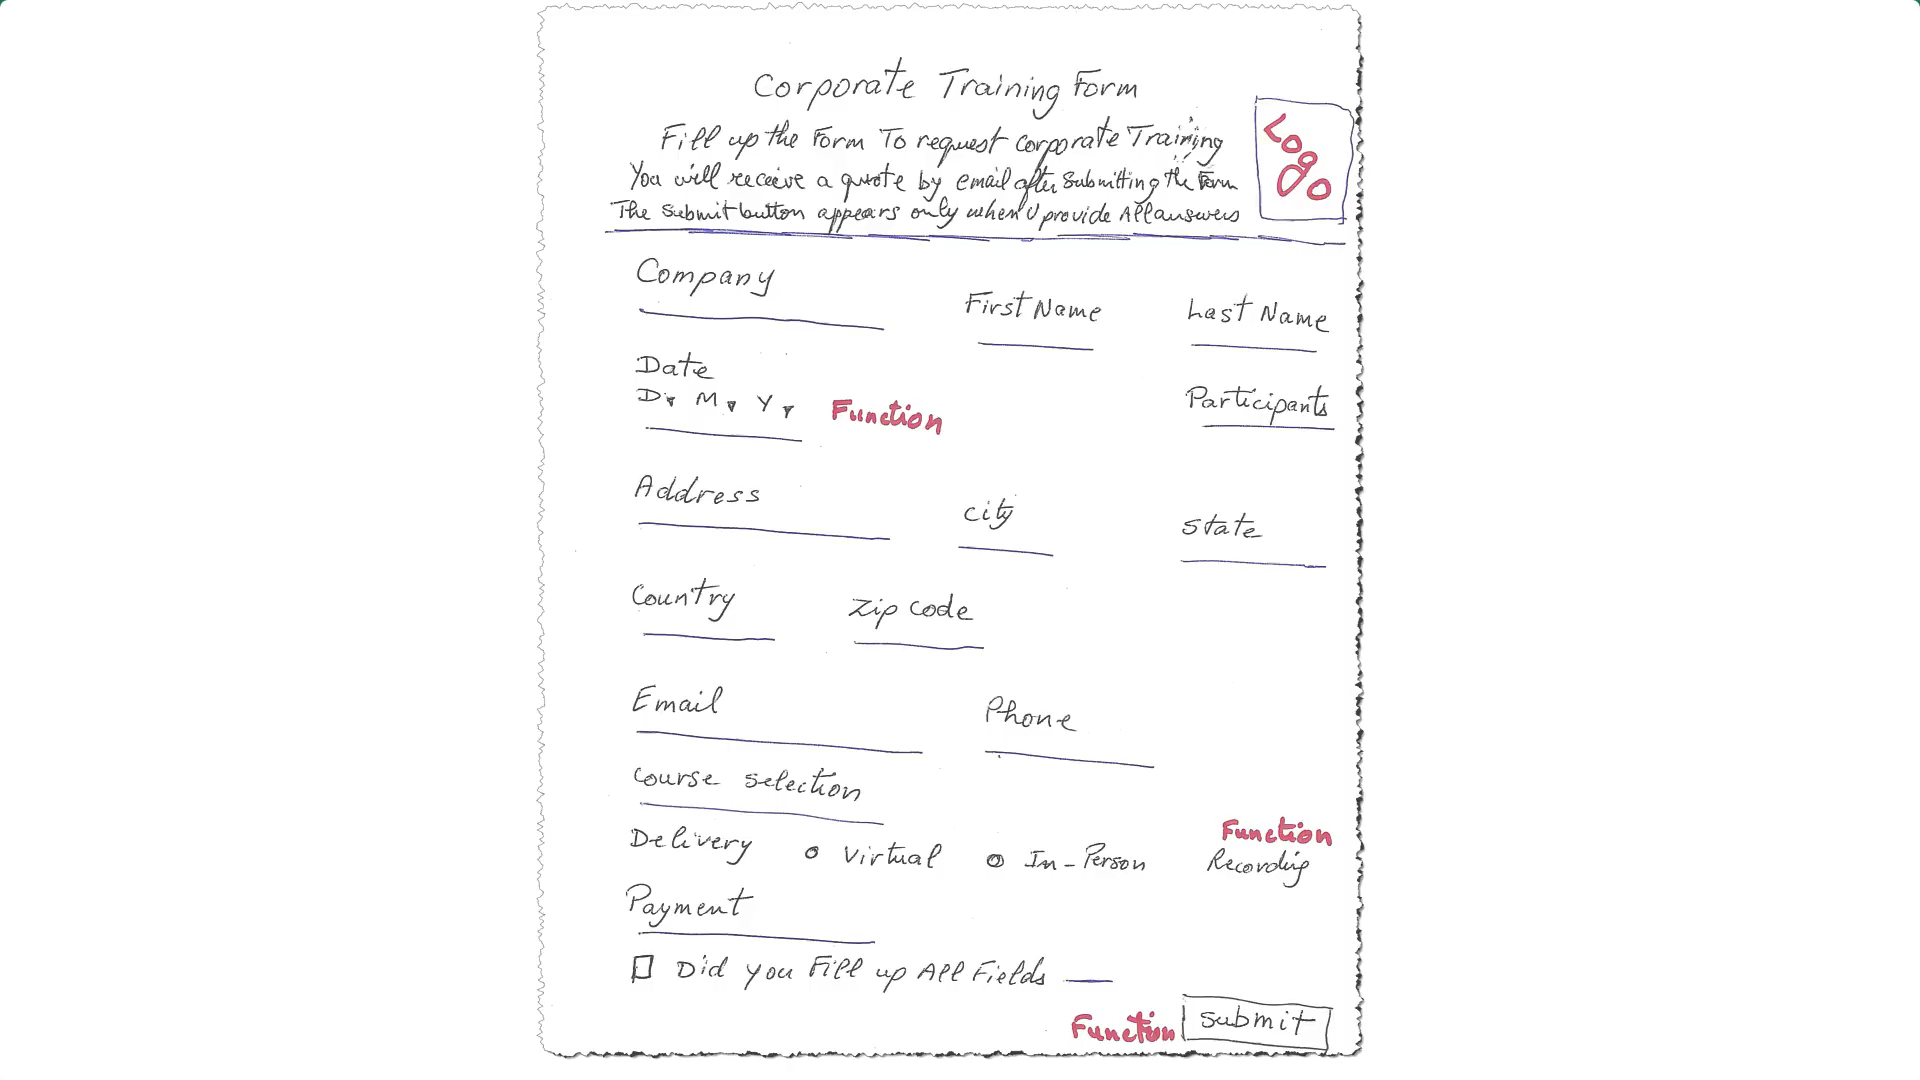 Corporate Training Form
Logo
Fill up the Form To request corporate Training
You will receive a quote by email after submitting the Form
The submit button appears only when U provide All answers
Company
First Name
Last Name
Date
D M Y
Function
Participants
Address
city
state
Country
Zip code
Email
Phone
Course selection
Function
Delivery Virtual In-Person Recording
Payment
Did you Fill up All Fields
Function submit